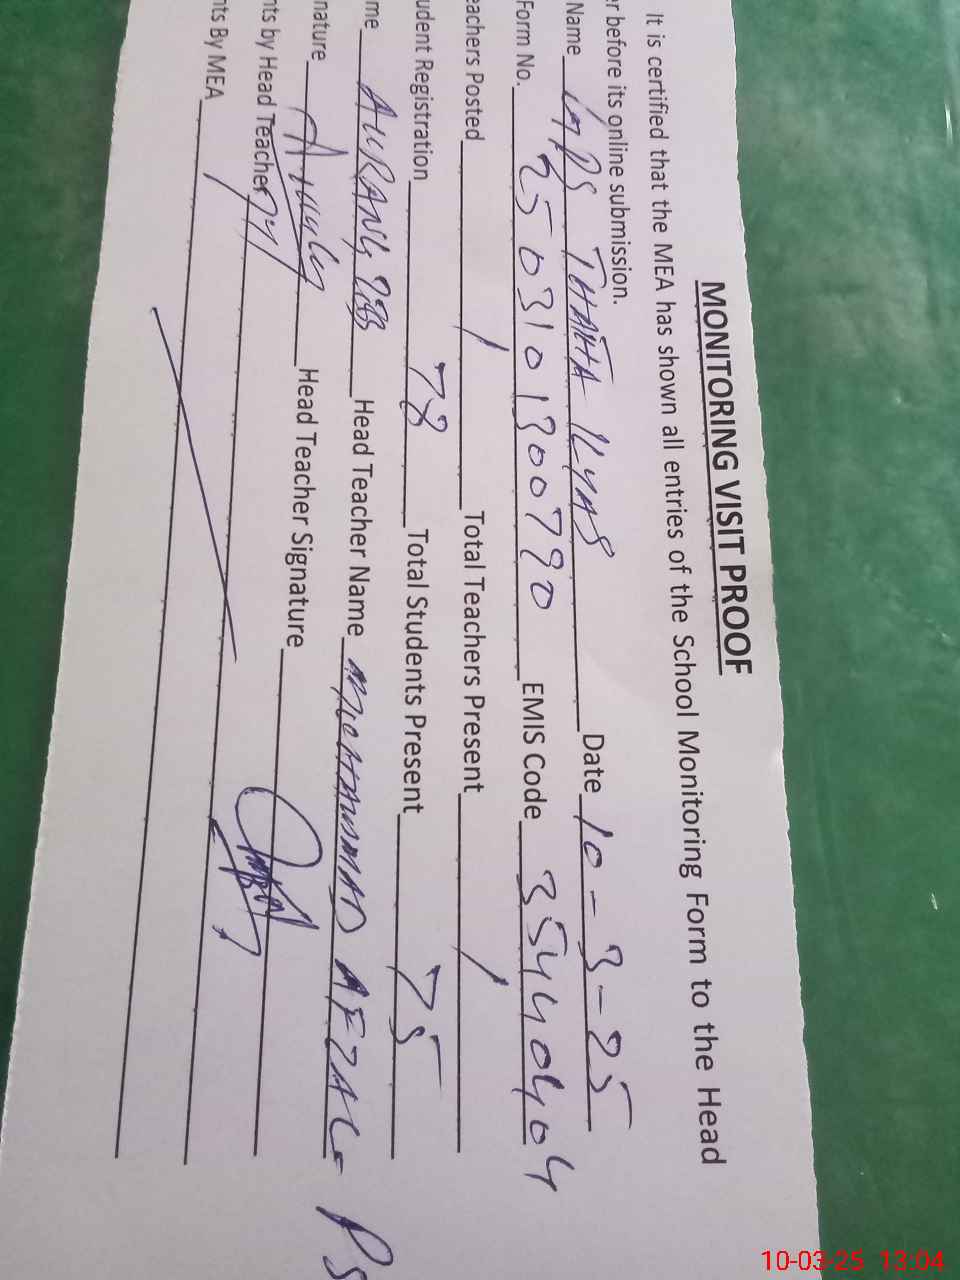 MONITORING VISIT PROOF
It is certified that the MEA has shown all entries of the School Monitoring Form to the Head
er before its online submission.
Name GPS THATTA ILYAS Date 10-3-25
Form No. 2503101300790 EMIS Code 35440404
eachers Posted 1 Total Teachers Present 1
udent Registration 78 Total Students Present 75
me AURANGZEB Head Teacher Name MUHAMMAD AFZAL PS
nature Head Teacher Signature
nts by Head Teacher
nts By MEA
10-03-25 13:04